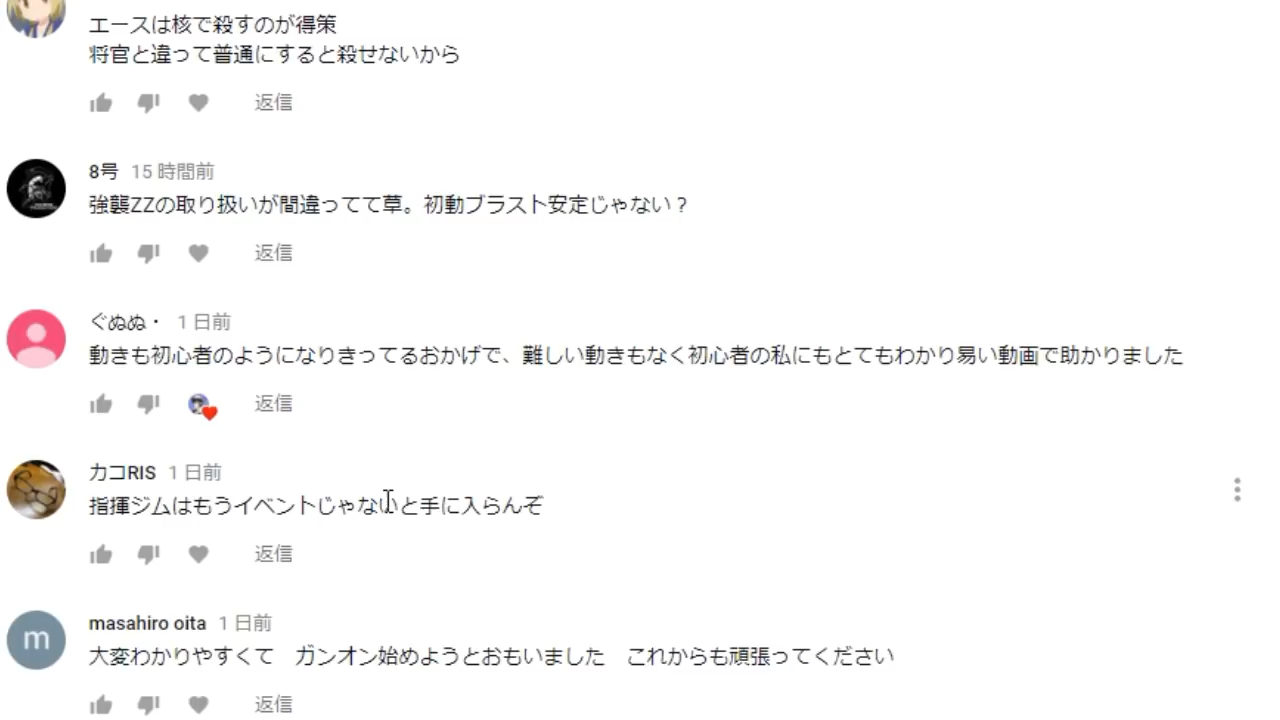 エースは核で殺すのが得策
将官と違って普通にすると殺せないから
返信
8号 15 時間前
強襲ZZの取り扱いが間違ってて草。初動ブラスト安定じゃない？
返信
ぐぬぬ・ 1 日前
動きも初心者のようになりきってるおかげで、難しい動きもなく初心者の私にもとてもわかり易い動画で助かりました
返信
カコRIS 1 日前
指揮ジムはもうイベントじゃないと手に入らんぞ
返信
masahiro oita 1 日前
m
大変わかりやすくて　ガンオン始めようとおもいました　これからも頑張ってください
返信